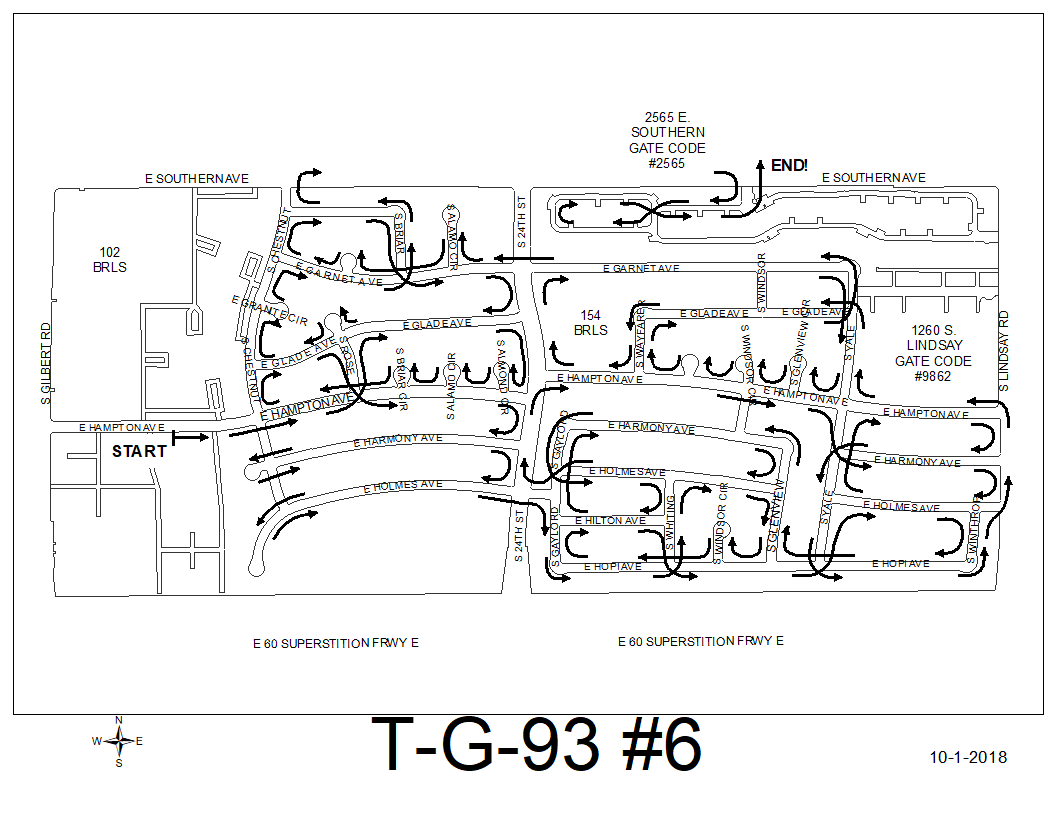 2565 E.
SOUTHERN
GATE CODE
#2565
END!
E SOUTHERN AVE
E SOUTHERN AVE
S CHESTNUT
S BRIAR
S ALAMO CIR
S 24TH ST
102
BRLS
E GARNET AVE
E GARNET AVE
S WINDSOR
E GRANTE CIR
E GLADE AVE
E GLADE AVE
E GLADE AVE
E GLADE AVE
154
BRLS
S WAYFARER
S YALE
1260 S.
LINDSAY
GATE CODE
#9862
S GILBERT RD
S LINDSAY RD
S CHESTNUT
S ROSE
S BRIAR CIR
S ALAMO CIR
S ALMOND CIR
S WINDSOR CIR
S GLENVIEW CIR
E HAMPTON AVE
E HAMPTON AVE
E HAMPTON AVE
E HAMPTON AVE
E HAMPTON AVE
START
E HARMONY AVE
S GAYLORD
E HARMONY AVE
E HARMONY AVE
E HOLMES AVE
E HOLMES AVE
E HOLMES AVE
S 24TH ST
S GAYLORD
E HILTON AVE
S WHITING
S WINDSOR CIR
S GLENVIEW
S YALE
S WINTHROP
E HOPI AVE
E HOPI AVE
E 60 SUPERSTITION FRWY E
E 60 SUPERSTITION FRWY E
N
W E
S
T-G-93 #6
10-1-2018